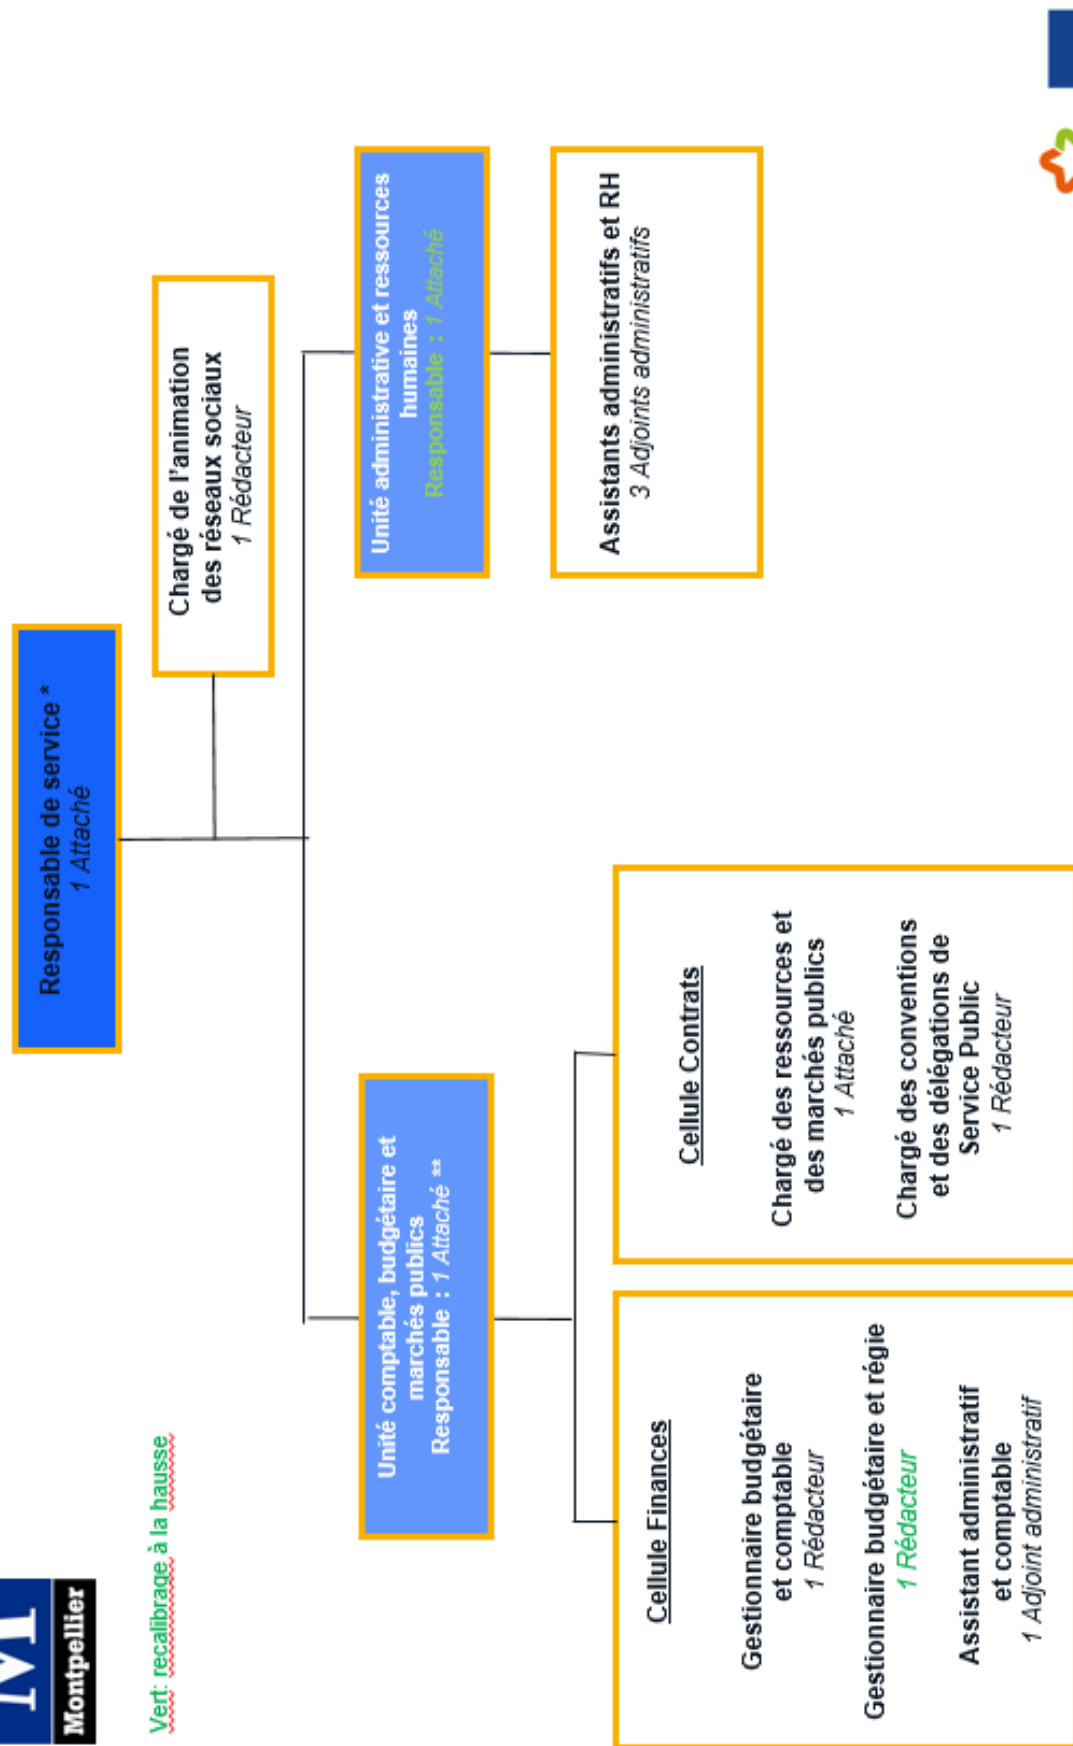 M
Montpellier
Vert: recalibrage à la hausse
Responsable de service *
1 Attaché
Chargé de l'animation
des réseaux sociaux
1 Rédacteur
Unité comptable, budgétaire et
marchés publics
Responsable : 1 Attaché **
Unité administrative et ressources
humaines
Responsable : 1 Attaché
Cellule Finances
Gestionnaire budgétaire
et comptable
1 Rédacteur
Gestionnaire budgétaire et régie
1 Rédacteur
Assistant administratif
et comptable
1 Adjoint administratif
Cellule Contrats
Chargé des ressources et
des marchés publics
1 Attaché
Chargé des conventions
et des délégations de
Service Public
1 Rédacteur
Assistants administratifs et RH
3 Adjoints administratifs